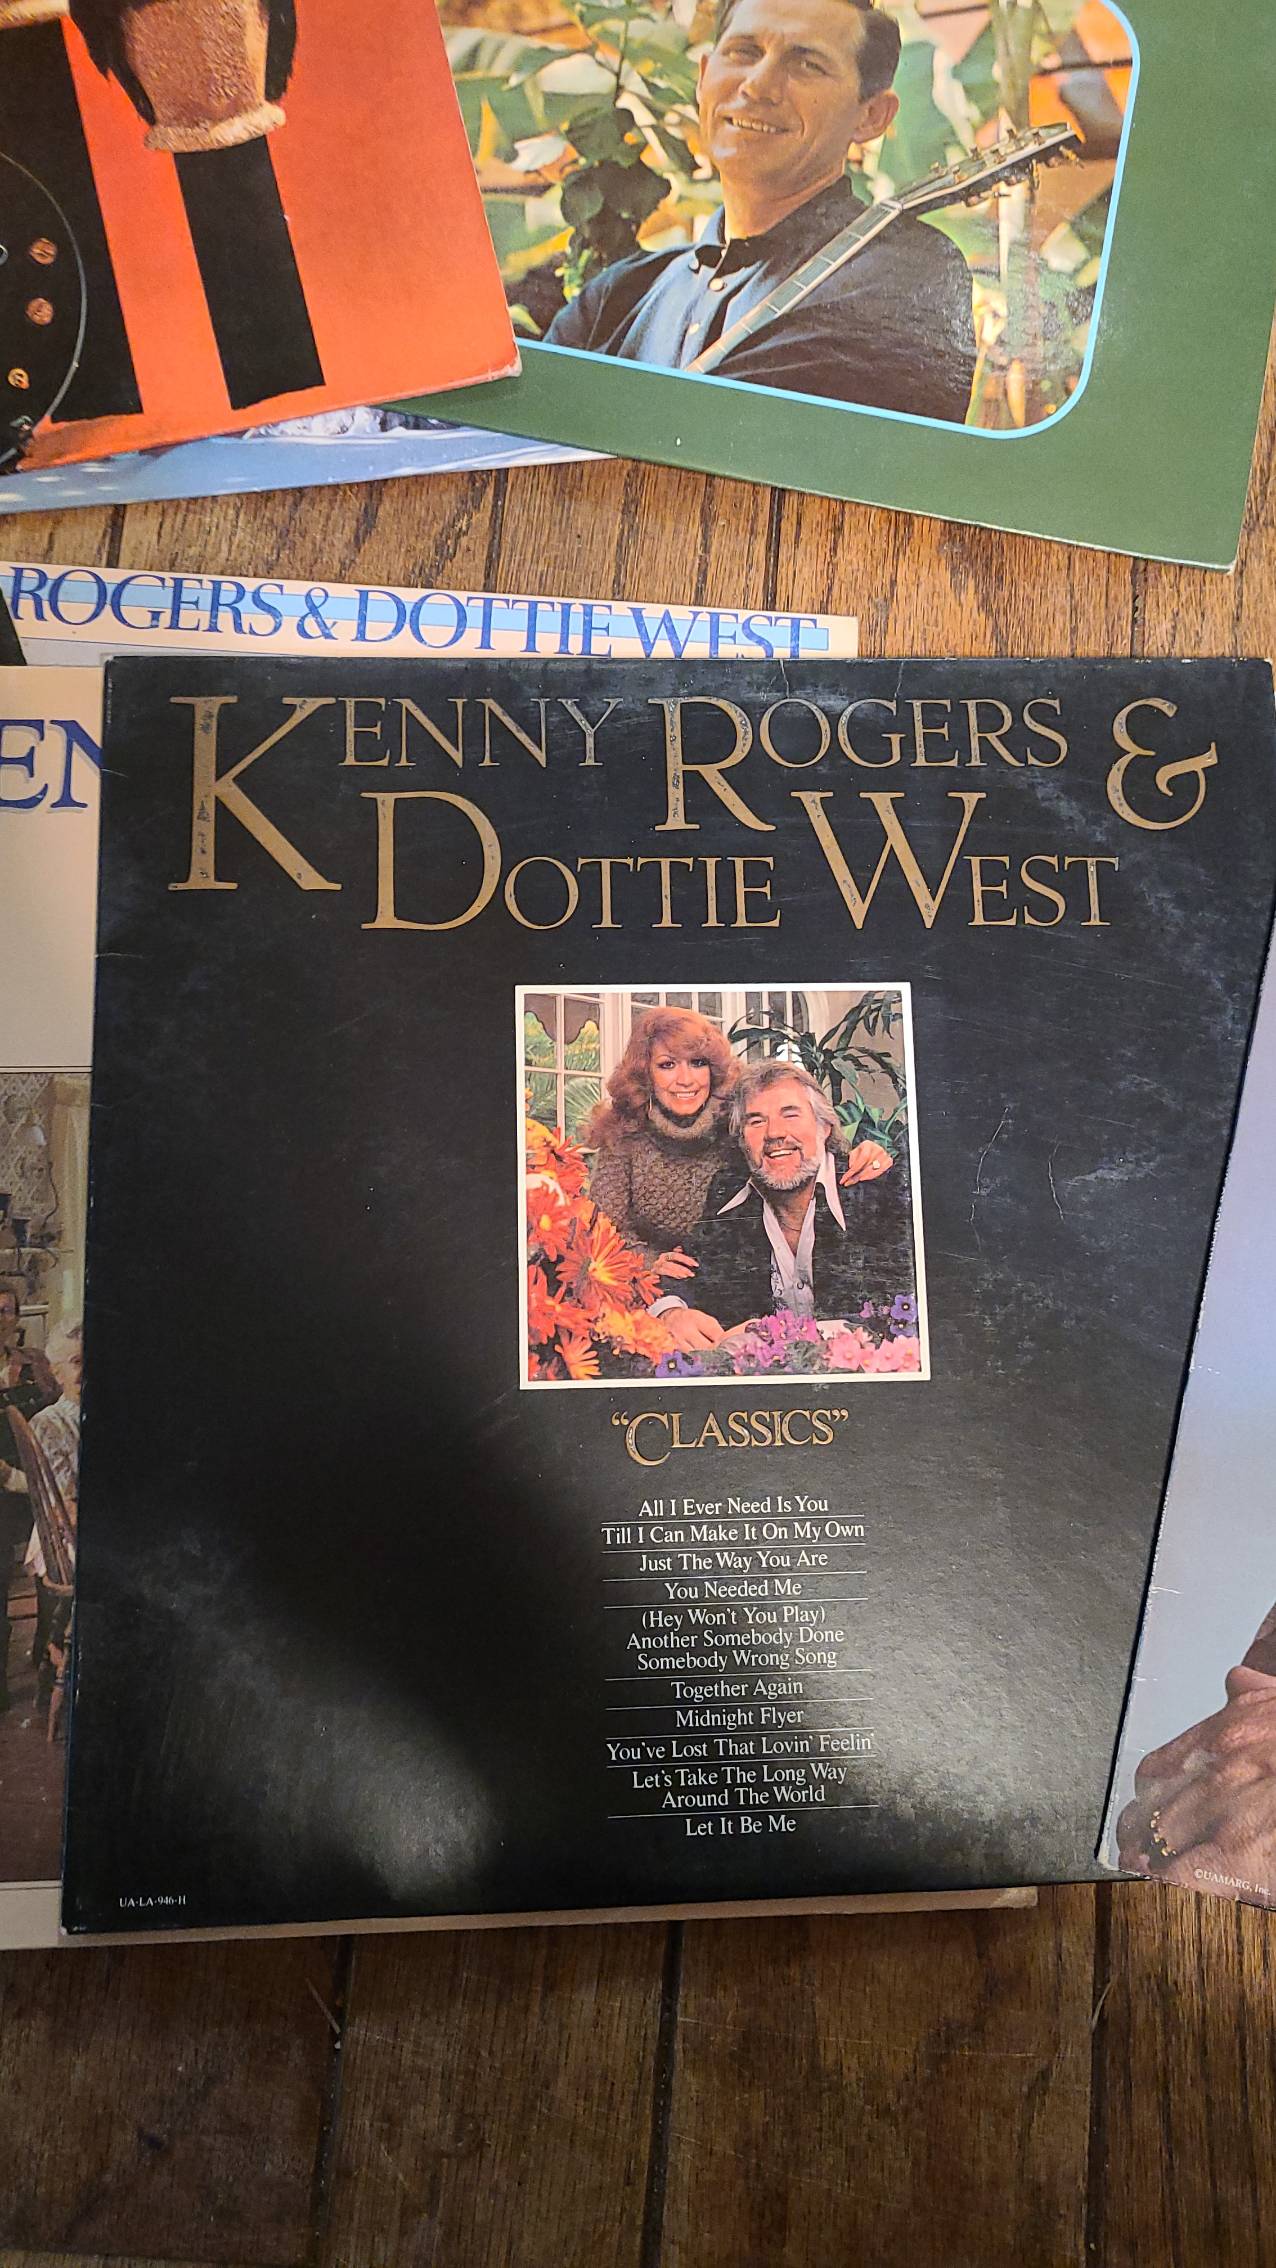 ROGERS & DOTTIE WEST
EN
KENNY ROGERS &
DOTTIE WEST
“CLASSICS”
All I Ever Need Is You
Till I Can Make It On My Own
Just The Way You Are
You Needed Me
(Hey Won't You Play)
Another Somebody Done
Somebody Wrong Song
Together Again
Midnight Flyer
You've Lost That Lovin' Feelin'
Let's Take The Long Way
Around The World
Let It Be Me
UA-LA-946-H
©UAMARG, Inc.